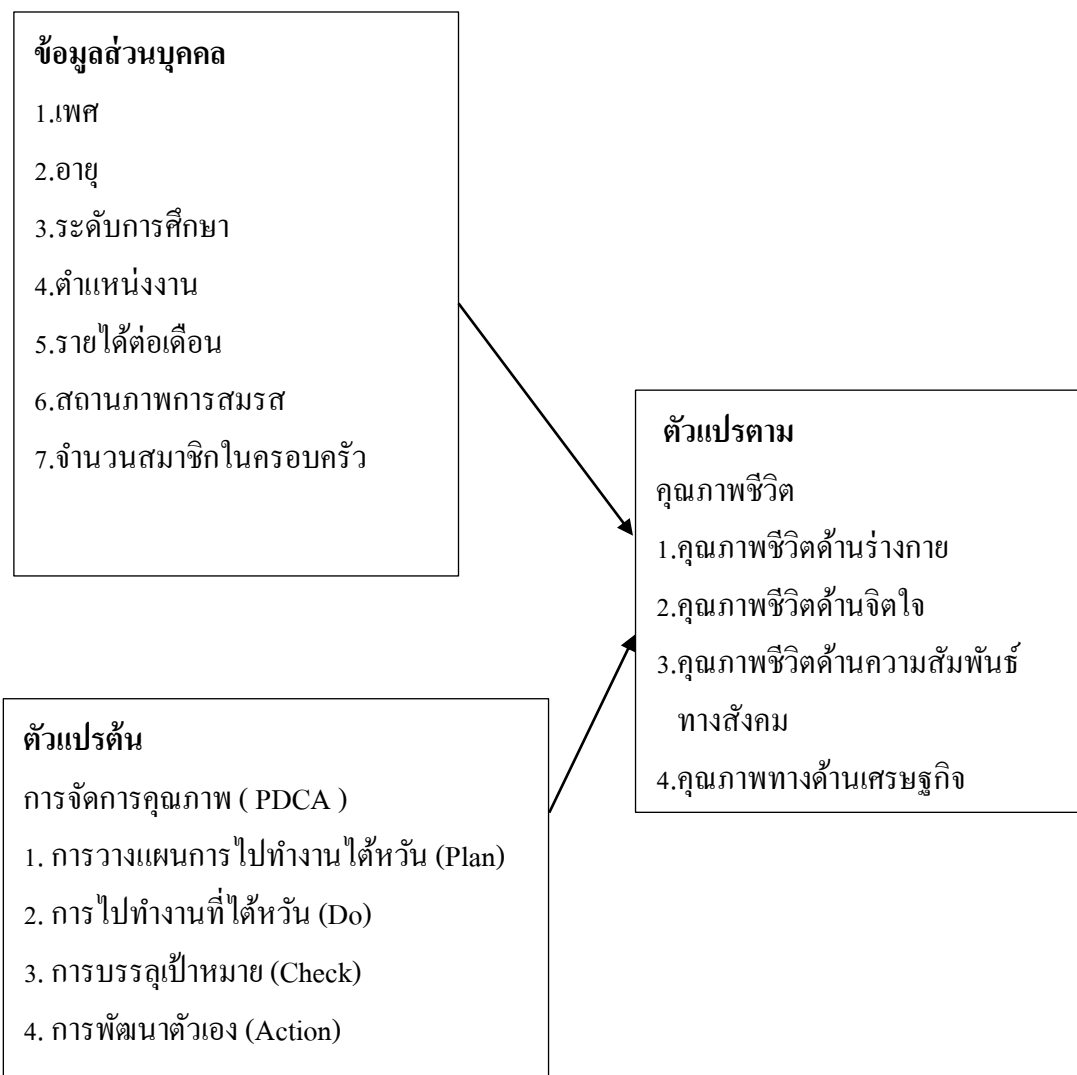 ข้อมูลส่วนบุคคล
1.เพศ
2.อายุ
3.ระดับการศึกษา
4.ตำแหน่งงาน
5.รายได้ต่อเดือน
6.สถานภาพการสมรส
7.จำนวนสมาชิกในครอบครัว
ตัวแปรตาม
คุณภาพชีวิต
1.คุณภาพชีวิตด้านร่างกาย
2.คุณภาพชีวิตด้านจิตใจ
3.คุณภาพชีวิตด้านความสัมพันธ์
ทางสังคม
4.คุณภาพทางด้านเศรษฐกิจ
ตัวแปรต้น
การจัดการคุณภาพ ( PDCA )
1. การวางแผนการไปทำงานไต้หวัน (Plan)
2. การไปทำงานที่ไต้หวัน (Do)
3. การบรรลุเป้าหมาย (Check)
4. การพัฒนาตัวเอง (Action)